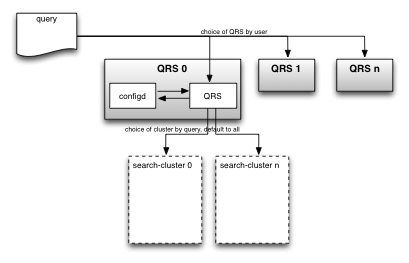 query
choice of QRS by user
QRS 0
QRS 1
QRS n
configd
QRS
choice of cluster by query, default to all
search-cluster 0
search-cluster n